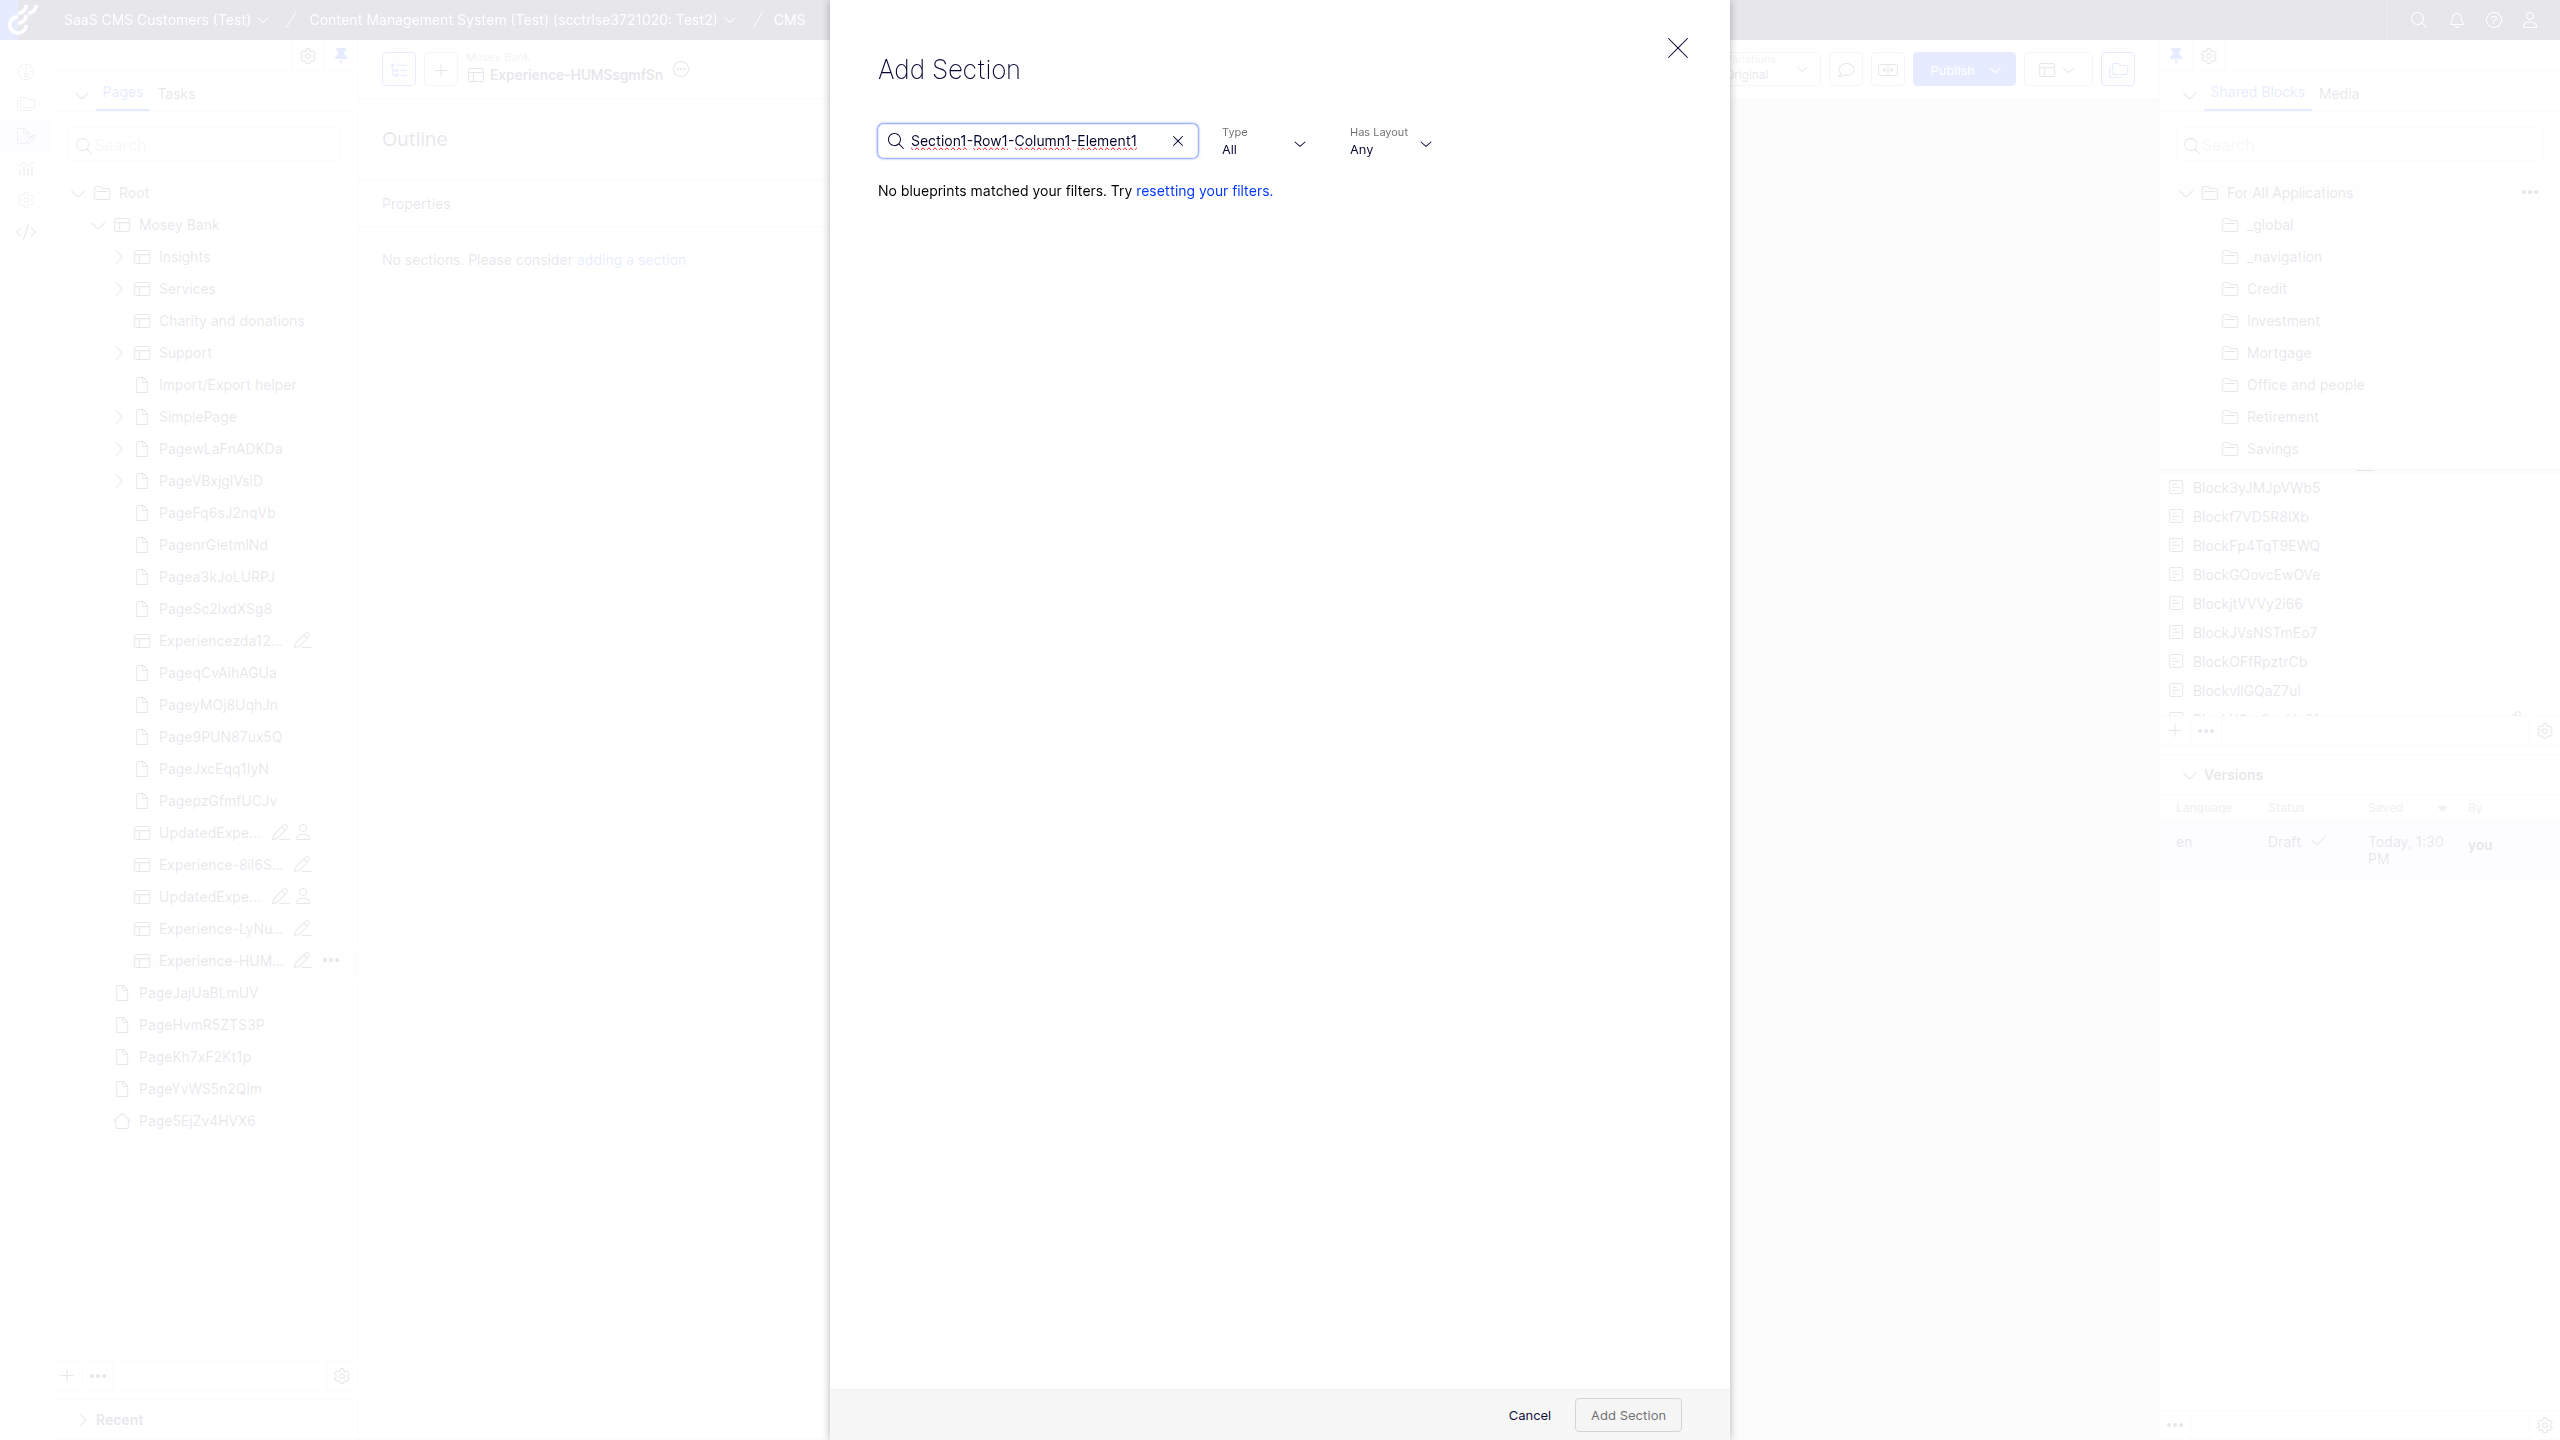 SaaS CMS Customers (Test) / Content Management System (Test) (scctrlse3721020: Test2) / CMS
Pages Tasks
Search
Root
Mosey Bank
Insights
Services
Charity and donations
Support
Import/Export helper
SimplePage
PagewLaFnADKDa
PageVBxjglVsiD
PageFq6sJ2nqVb
PagenrGietmINd
Pagea3kJoLURPJ
PageSc2IxdXSg8
Experiencezda12...
PageqCvAihAGUa
PageyMOj8UqhJn
Page9PUN87ux5Q
PageJxcEqq1lyN
PagepzGfmfUCJv
UpdatedExpe...
Experience-8il6S...
UpdatedExpe...
Experience-LyNu...
Experience-HUM...
PageJajUaBLmUV
PageHvmR5ZTS3P
PageKh7xF2Kt1p
PageYvWS5n2Qlm
Page5EjZv4HVX6
Recent
Mosey Bank
Experience-HUMSsgmfSn
Outline
Properties
No sections. Please consider adding a section
Add Section
Section1-Row1-Column1-Element1
Type
All
Has Layout
Any
No blueprints matched your filters. Try resetting your filters.
Cancel
Add Section
Original
Publish
Shared Blocks Media
Search
For All Applications
_global
_navigation
Credit
Investment
Mortgage
Office and people
Retirement
Savings
Block3yJMJpVWb5
Blockf7VD5R8lXb
BlockFp4TqT9EWQ
BlockGOovcEwOVe
BlockjtVVVy2i66
BlockJVsNSTmEo7
BlockOFfRpztrCb
BlockvllGQaZ7uI
Versions
Language Status Saved By
en Draft Today, 1:30 PM you